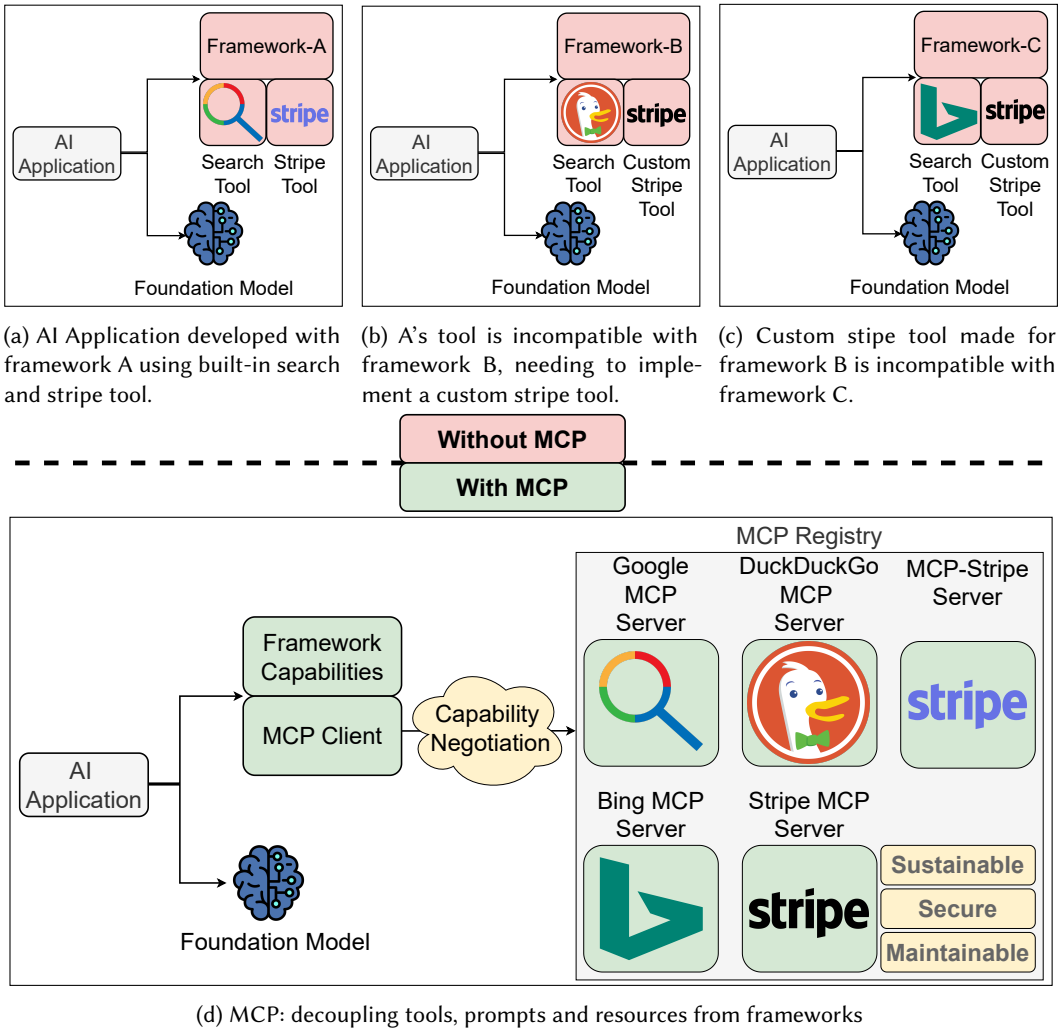 Framework-A
stripe
AI
Application
Search
Tool
Stripe
Tool
Foundation Model
Framework-B
stripe
AI
Application
Search
Tool
Custom
Stripe
Tool
Foundation Model
Framework-C
stripe
AI
Application
Search
Tool
Custom
Stripe
Tool
Foundation Model
(a) AI Application developed with
framework A using built-in search
and stripe tool.
(b) A's tool is incompatible with
framework B, needing to imple-
ment a custom stripe tool.
(c) Custom stipe tool made for
framework B is incompatible with
framework C.
Without MCP
With MCP
MCP Registry
Google
MCP
Server
DuckDuckGo
MCP
Server
MCP-Stripe
Server
Framework
Capabilities
MCP Client
Capability
Negotiation
stripe
AI
Application
Bing MCP
Server
Stripe MCP
Server
stripe
Sustainable
Secure
Maintainable
Foundation Model
(d) MCP: decoupling tools, prompts and resources from frameworks